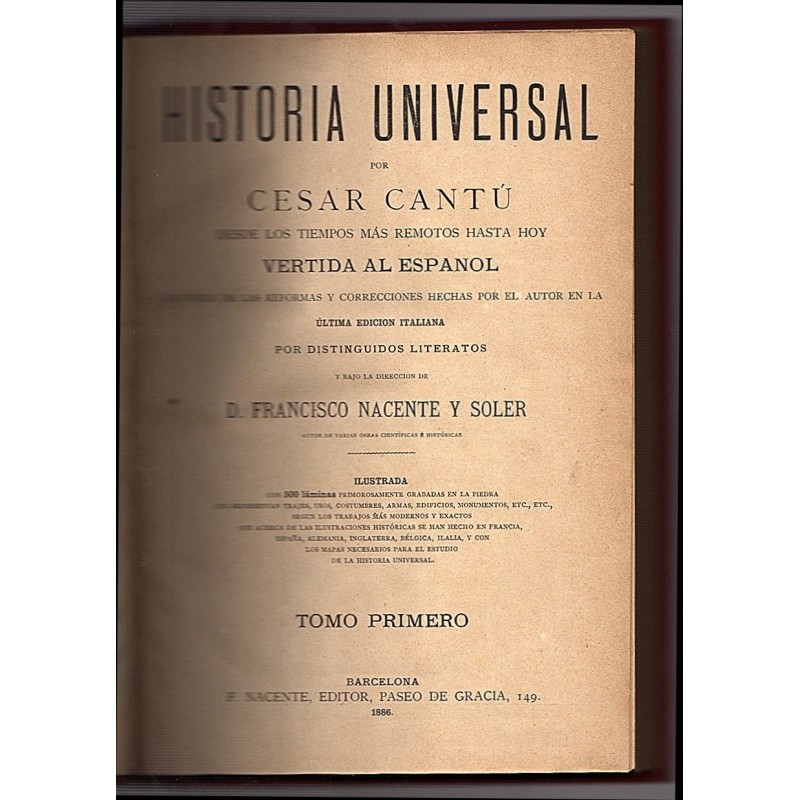 HISTORIA UNIVERSAL
POR
CESAR CANTÚ
DESDE LOS TIEMPOS MÁS REMOTOS HASTA HOY
VERTIDA AL ESPANOL
DE LAS REFORMAS Y CORRECCIONES HECHAS POR EL AUTOR EN LA
ÚLTIMA EDICION ITALIANA
POR DISTINGUIDOS LITERATOS
Y BAJO LA DIRECCION DE
D. FRANCISCO NACENTE Y SOLER
AUTOR DE VARIAS OBRAS CIENTÍFICAS É HISTÓRICAS
ILUSTRADA
CON 500 láminas PRIMOROSAMENTE GRABADAS EN LA PIEDRA
QUE REPRESENTAN TRAJES, USOS, COSTUMBRES, ARMAS, EDIFICIOS, MONUMENTOS, ETC., ETC.,
SEGUN LOS TRABAJOS MÁS MODERNOS Y EXACTOS
QUE ACERCA DE LAS ILUSTRACIONES HISTÓRICAS SE HAN HECHO EN FRANCIA,
ESPAÑA, ALEMANIA, INGLATERRA, BÉLGICA, ILALIA, Y CON
LOS MAPAS NECESARIOS PARA EL ESTUDIO
DE LA HISTORIA UNIVERSAL.
TOMO PRIMERO
BARCELONA
F. NACENTE, EDITOR, PASEO DE GRACIA, 149.
1886.